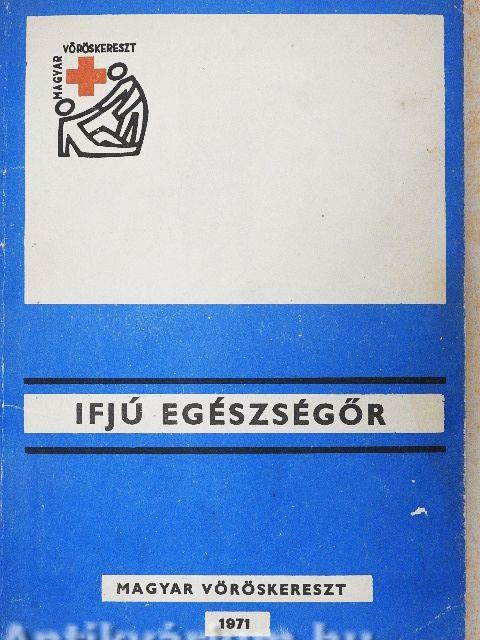 MAGYAR VÖRÖSKERESZT
IFJÚ EGÉSZSÉGŐR
MAGYAR VÖRÖSKERESZT
1971